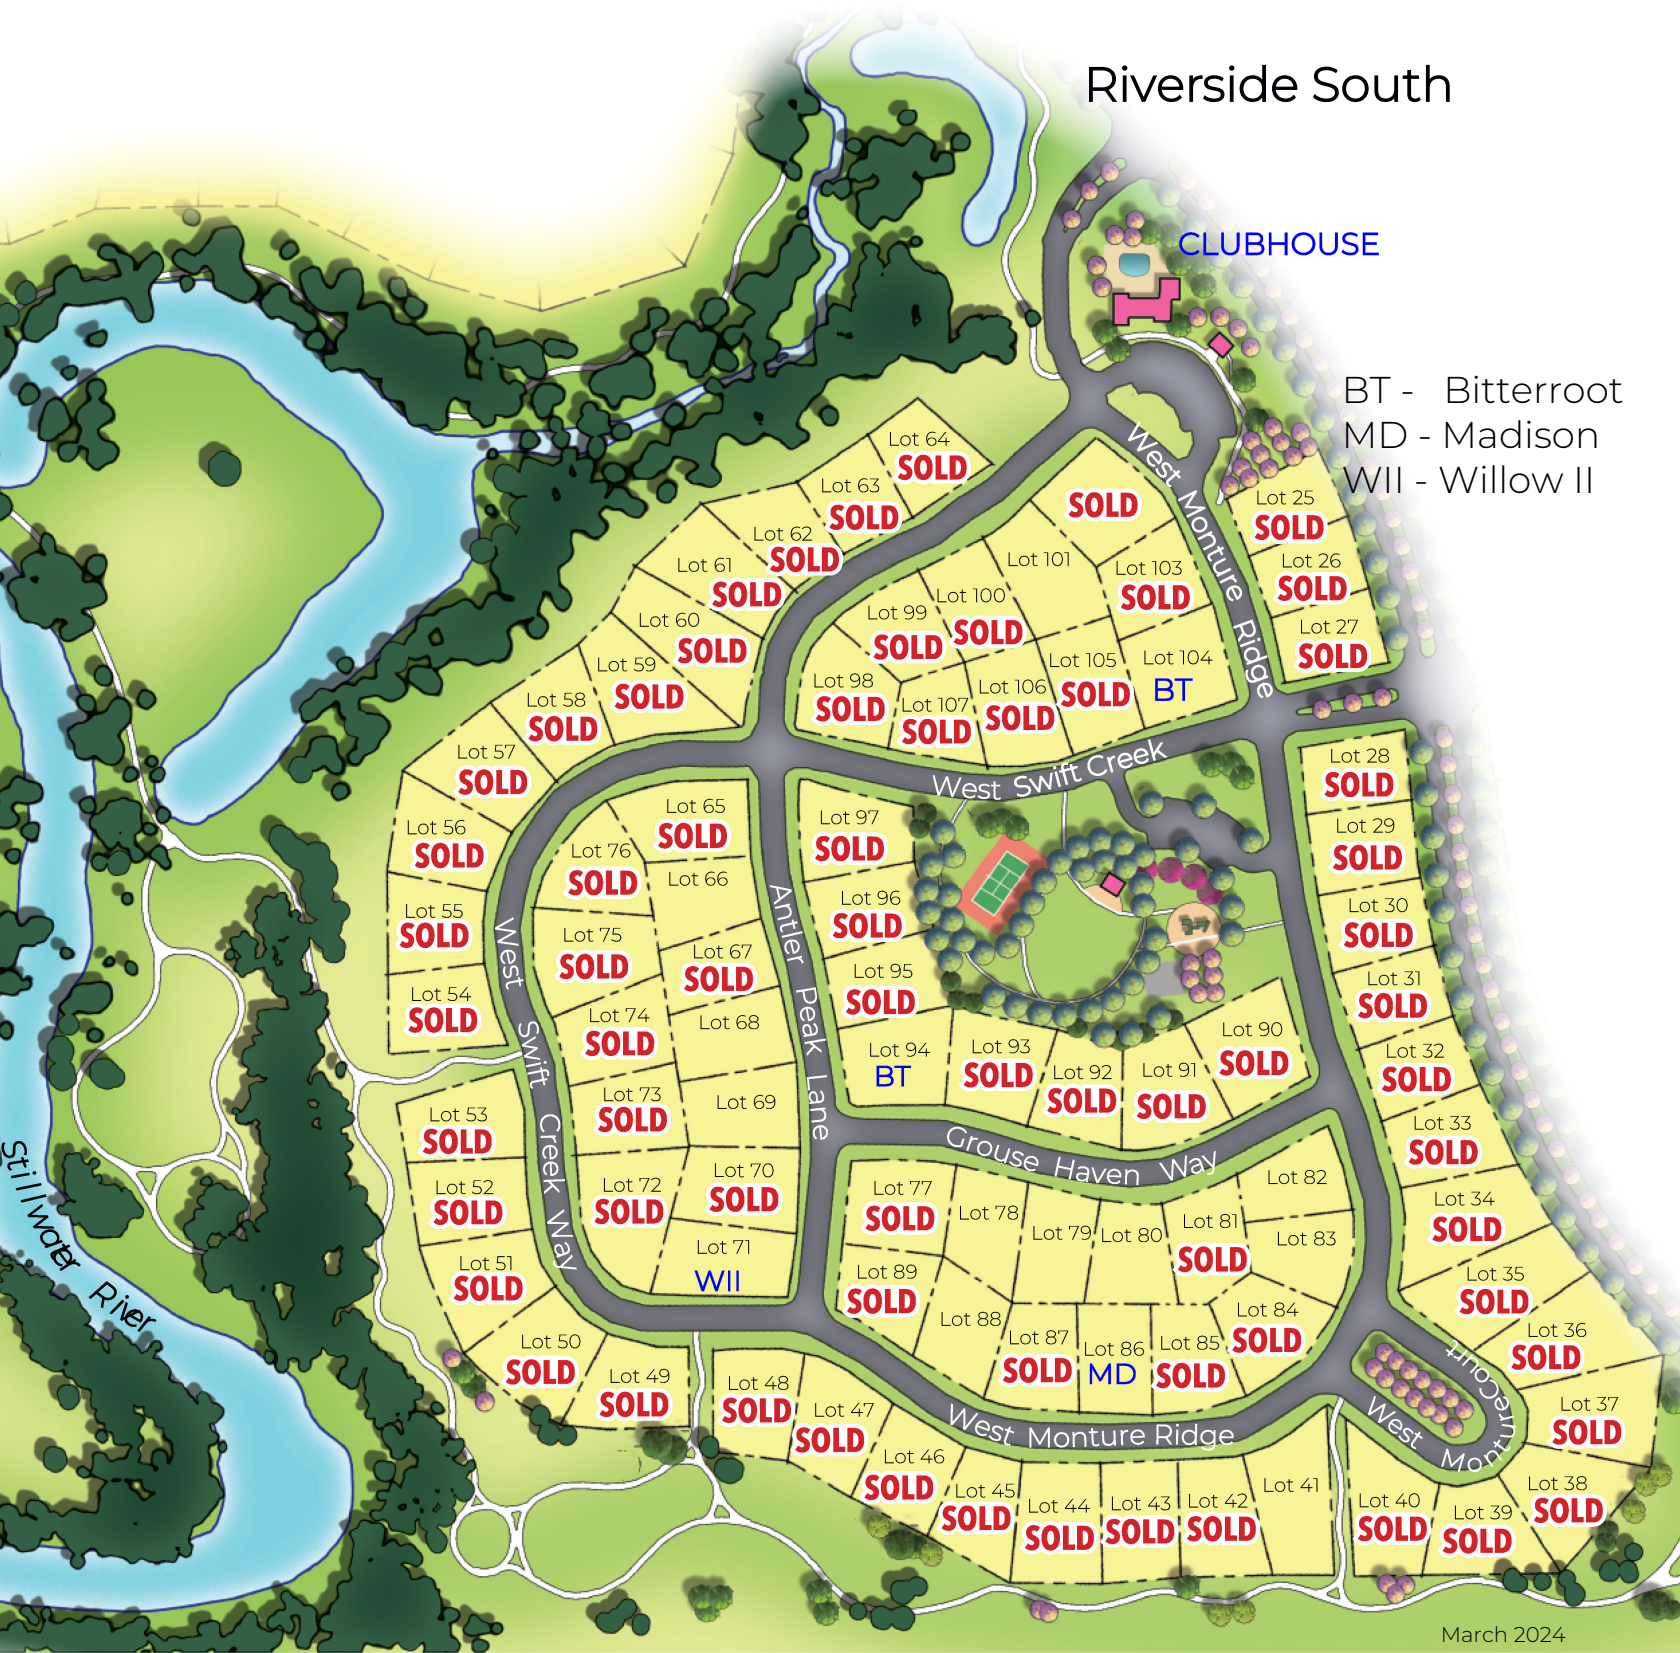 Riverside South
CLUBHOUSE
BT - Bitterroot
MD - Madison
WII - Willow II
Lot 64
SOLD
Lot 63
SOLD
Lot 62
SOLD
Lot 61
SOLD
Lot 60
SOLD
Lot 59
SOLD
Lot 58
SOLD
Lot 57
SOLD
Lot 56
SOLD
Lot 55
SOLD
Lot 54
SOLD
Lot 53
SOLD
Lot 52
SOLD
Lot 51
SOLD
Lot 50
SOLD
Lot 49
SOLD
West Monture Ridge
SOLD
Lot 101
Lot 103
SOLD
Lot 100
SOLD
Lot 99
SOLD
Lot 98
SOLD
Lot 107
SOLD
Lot 106
SOLD
Lot 105
SOLD
Lot 104
BT
Lot 25
SOLD
Lot 26
SOLD
Lot 27
SOLD
West Swift Creek
Lot 28
SOLD
Lot 29
SOLD
Lot 30
SOLD
Lot 31
SOLD
Lot 32
SOLD
Lot 33
SOLD
Lot 34
SOLD
Lot 35
SOLD
Lot 36
SOLD
Lot 37
SOLD
Lot 38
SOLD
Lot 39
SOLD
Lot 40
SOLD
Lot 65
SOLD
Lot 76
SOLD
Lot 66
Lot 75
SOLD
Lot 67
SOLD
Lot 74
SOLD
Lot 68
Lot 73
SOLD
Lot 69
Lot 72
SOLD
Lot 70
SOLD
Lot 71
WII
West Swift Creek Way
Antler Peak Lane
Lot 97
SOLD
Lot 96
SOLD
Lot 95
SOLD
Lot 94
BT
Lot 93
SOLD
Lot 92
SOLD
Lot 91
SOLD
Lot 90
SOLD
Grouse Haven Way
Lot 77
SOLD
Lot 78
Lot 79
Lot 80
Lot 81
SOLD
Lot 82
Lot 83
Lot 89
SOLD
Lot 88
Lot 87
SOLD
Lot 86
MD
Lot 85
SOLD
Lot 84
SOLD
West Monture Ridge
West MontureCourt
Lot 48
SOLD
Lot 47
SOLD
Lot 46
SOLD
Lot 45
SOLD
Lot 44
SOLD
Lot 43
SOLD
Lot 42
SOLD
Lot 41
Stillwater River
March 2024